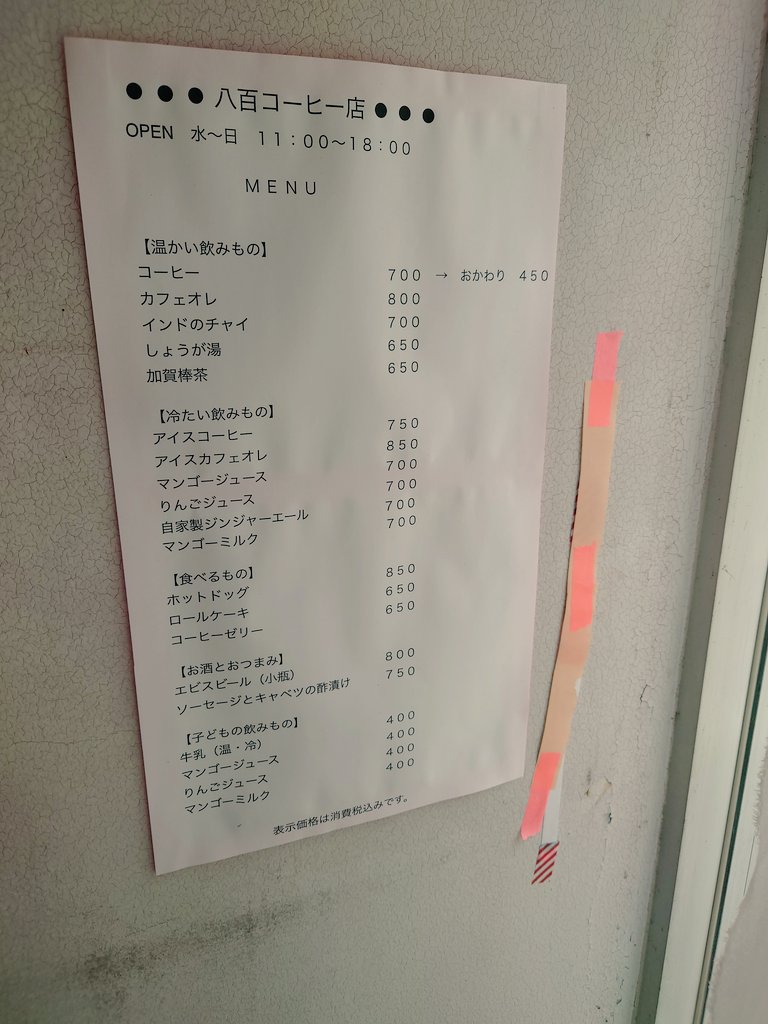 ●●●八百コーヒー店●●●
OPEN 水～日 11：00～18：00
MENU
【温かい飲みもの】
コーヒー 700 → おかわり 450
カフェオレ 800
インドのチャイ 700
しょうが湯 650
加賀棒茶 650
【冷たい飲みもの】
アイスコーヒー 750
アイスカフェオレ 850
マンゴージュース 700
りんごジュース 700
自家製ジンジャーエール 700
マンゴーミルク 700
【食べるもの】
ホットドッグ 850
ロールケーキ 650
コーヒーゼリー 650
【お酒とおつまみ】
エビスビール（小瓶） 800
ソーセージとキャベツの酢漬け 750
【子どもの飲みもの】
牛乳（温・冷） 400
マンゴージュース 400
りんごジュース 400
マンゴーミルク 400
表示価格は消費税込みです。